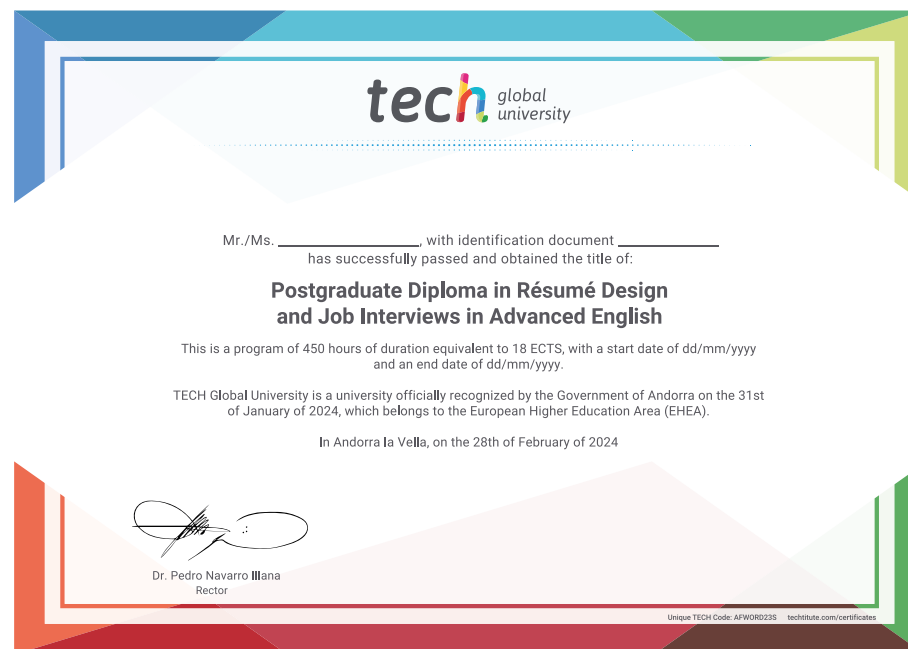 tech global university
Mr./Ms. ____________, with identification document ____________
has successfully passed and obtained the title of:
Postgraduate Diploma in Résumé Design
and Job Interviews in Advanced English
This is a program of 450 hours of duration equivalent to 18 ECTS, with a start date of dd/mm/yyyy
and an end date of dd/mm/yyyy.
TECH Global University is a university officially recognized by the Government of Andorra on the 31st
of January of 2024, which belongs to the European Higher Education Area (EHEA).
In Andorra la Vella, on the 28th of February of 2024
Dr. Pedro Navarro Illana
Rector
Unique TECH Code: AFWORD23S techtitute.com/certificates